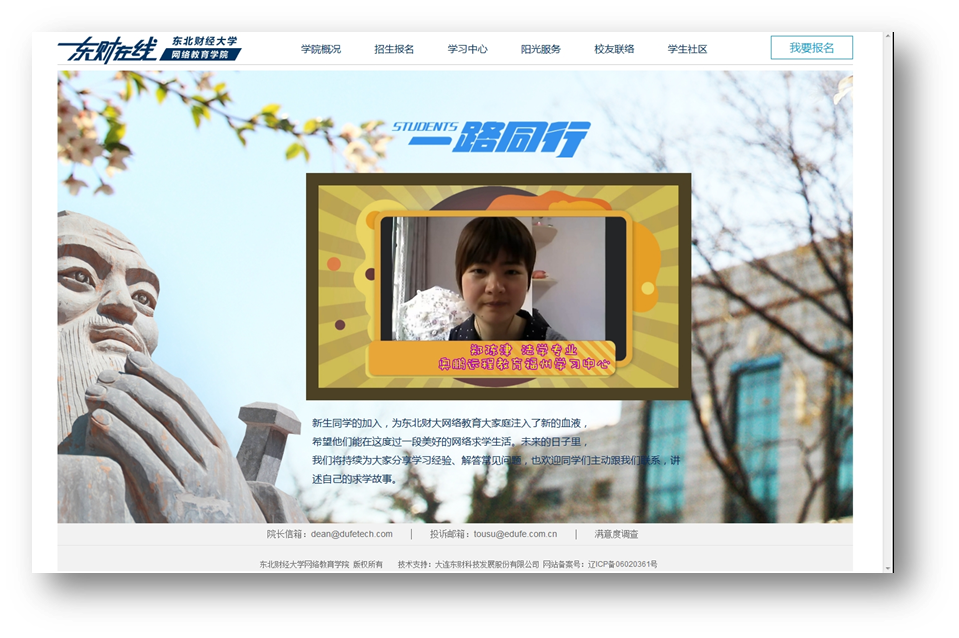 东财在线 东北财经大学
网络教育学院
学院概况 招生报名 学习中心 阳光服务 校友联络 学生社区 我要报名
STUDENTS
一路同行
郑陈津 法学专业
奥鹏远程教育福州学习中心
新生同学的加入，为东北财大网络教育大家庭注入了新的血液，
希望他们能在这度过一段美好的网络求学生活。未来的日子里，
我们将持续为大家分享学习经验、解答常见问题，也欢迎同学们主动跟我们联系，讲
述自己的求学故事。
院长信箱：dean@dufetech.com | 投诉邮箱：tousu@edufe.com.cn | 满意度调查
东北财经大学网络教育学院 版权所有 技术支持：大连东财科技发展股份有限公司 网站备案号：辽ICP备06020361号